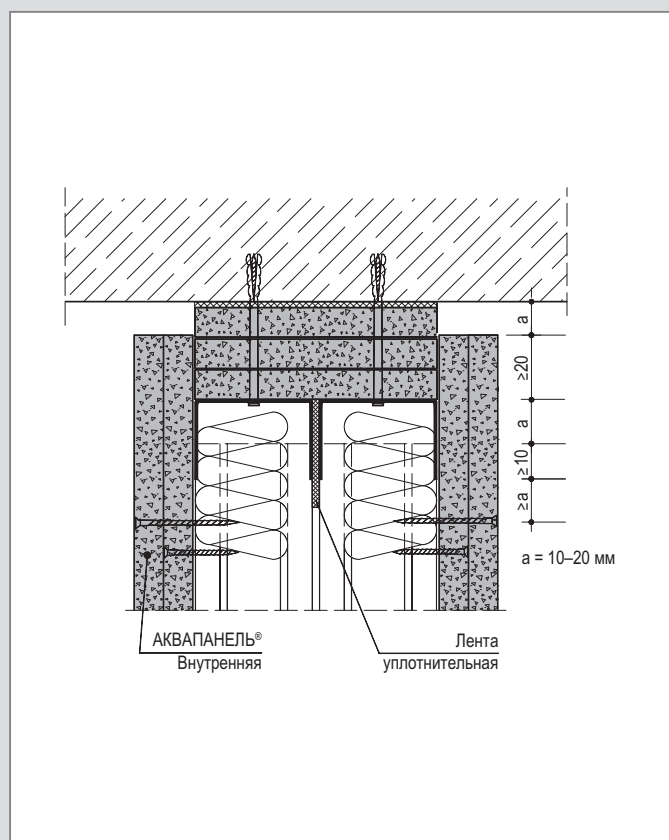 a
≥20
a
≥10
≥a
a = 10–20 мм
АКВАПАНЕЛЬ®
Внутренняя
Лента
уплотнительная